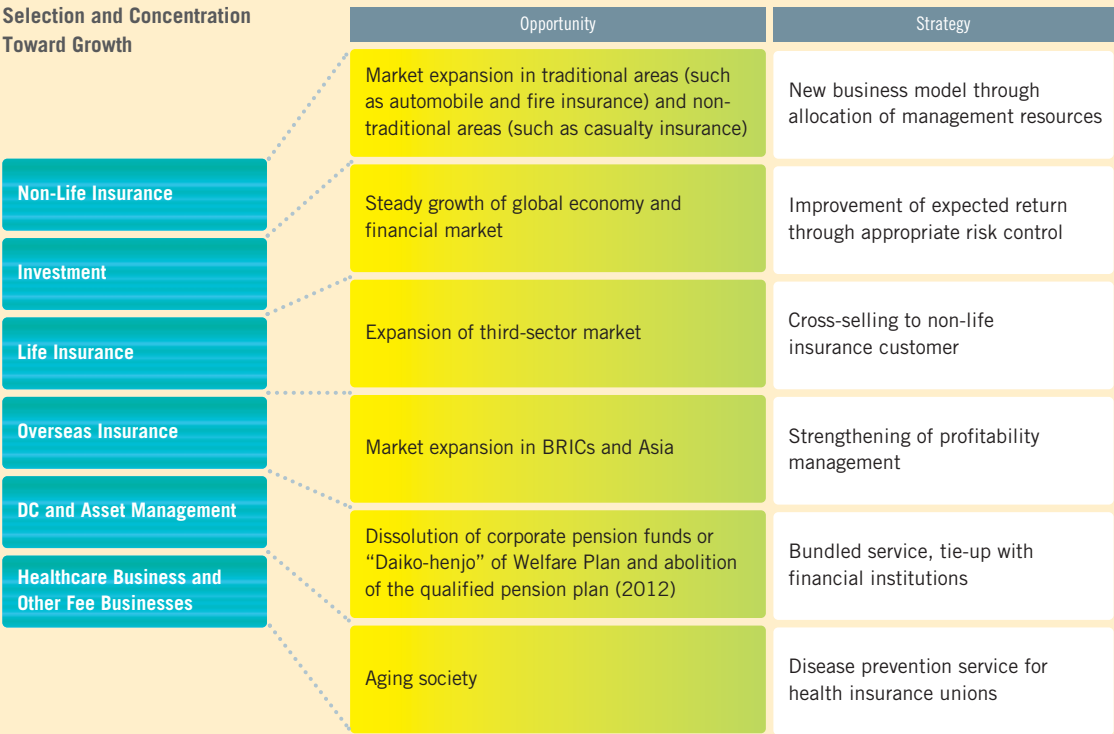 Selection and Concentration
Toward Growth
Opportunity
Strategy
Non-Life Insurance
Market expansion in traditional areas (such
as automobile and fire insurance) and non-
traditional areas (such as casualty insurance)
New business model through
allocation of management resources
Investment
Steady growth of global economy and
financial market
Improvement of expected return
through appropriate risk control
Life Insurance
Expansion of third-sector market
Cross-selling to non-life
insurance customer
Overseas Insurance
Market expansion in BRICs and Asia
Strengthening of profitability
management
DC and Asset Management
Dissolution of corporate pension funds or
“Daiko-henjo” of Welfare Plan and abolition
of the qualified pension plan (2012)
Bundled service, tie-up with
financial institutions
Healthcare Business and
Other Fee Businesses
Aging society
Disease prevention service for
health insurance unions